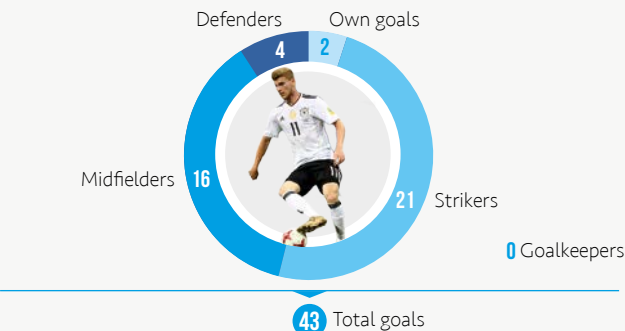 Defenders
Own goals
4
2
11
Midfielders
16
21
Strikers
0 Goalkeepers
43 Total goals